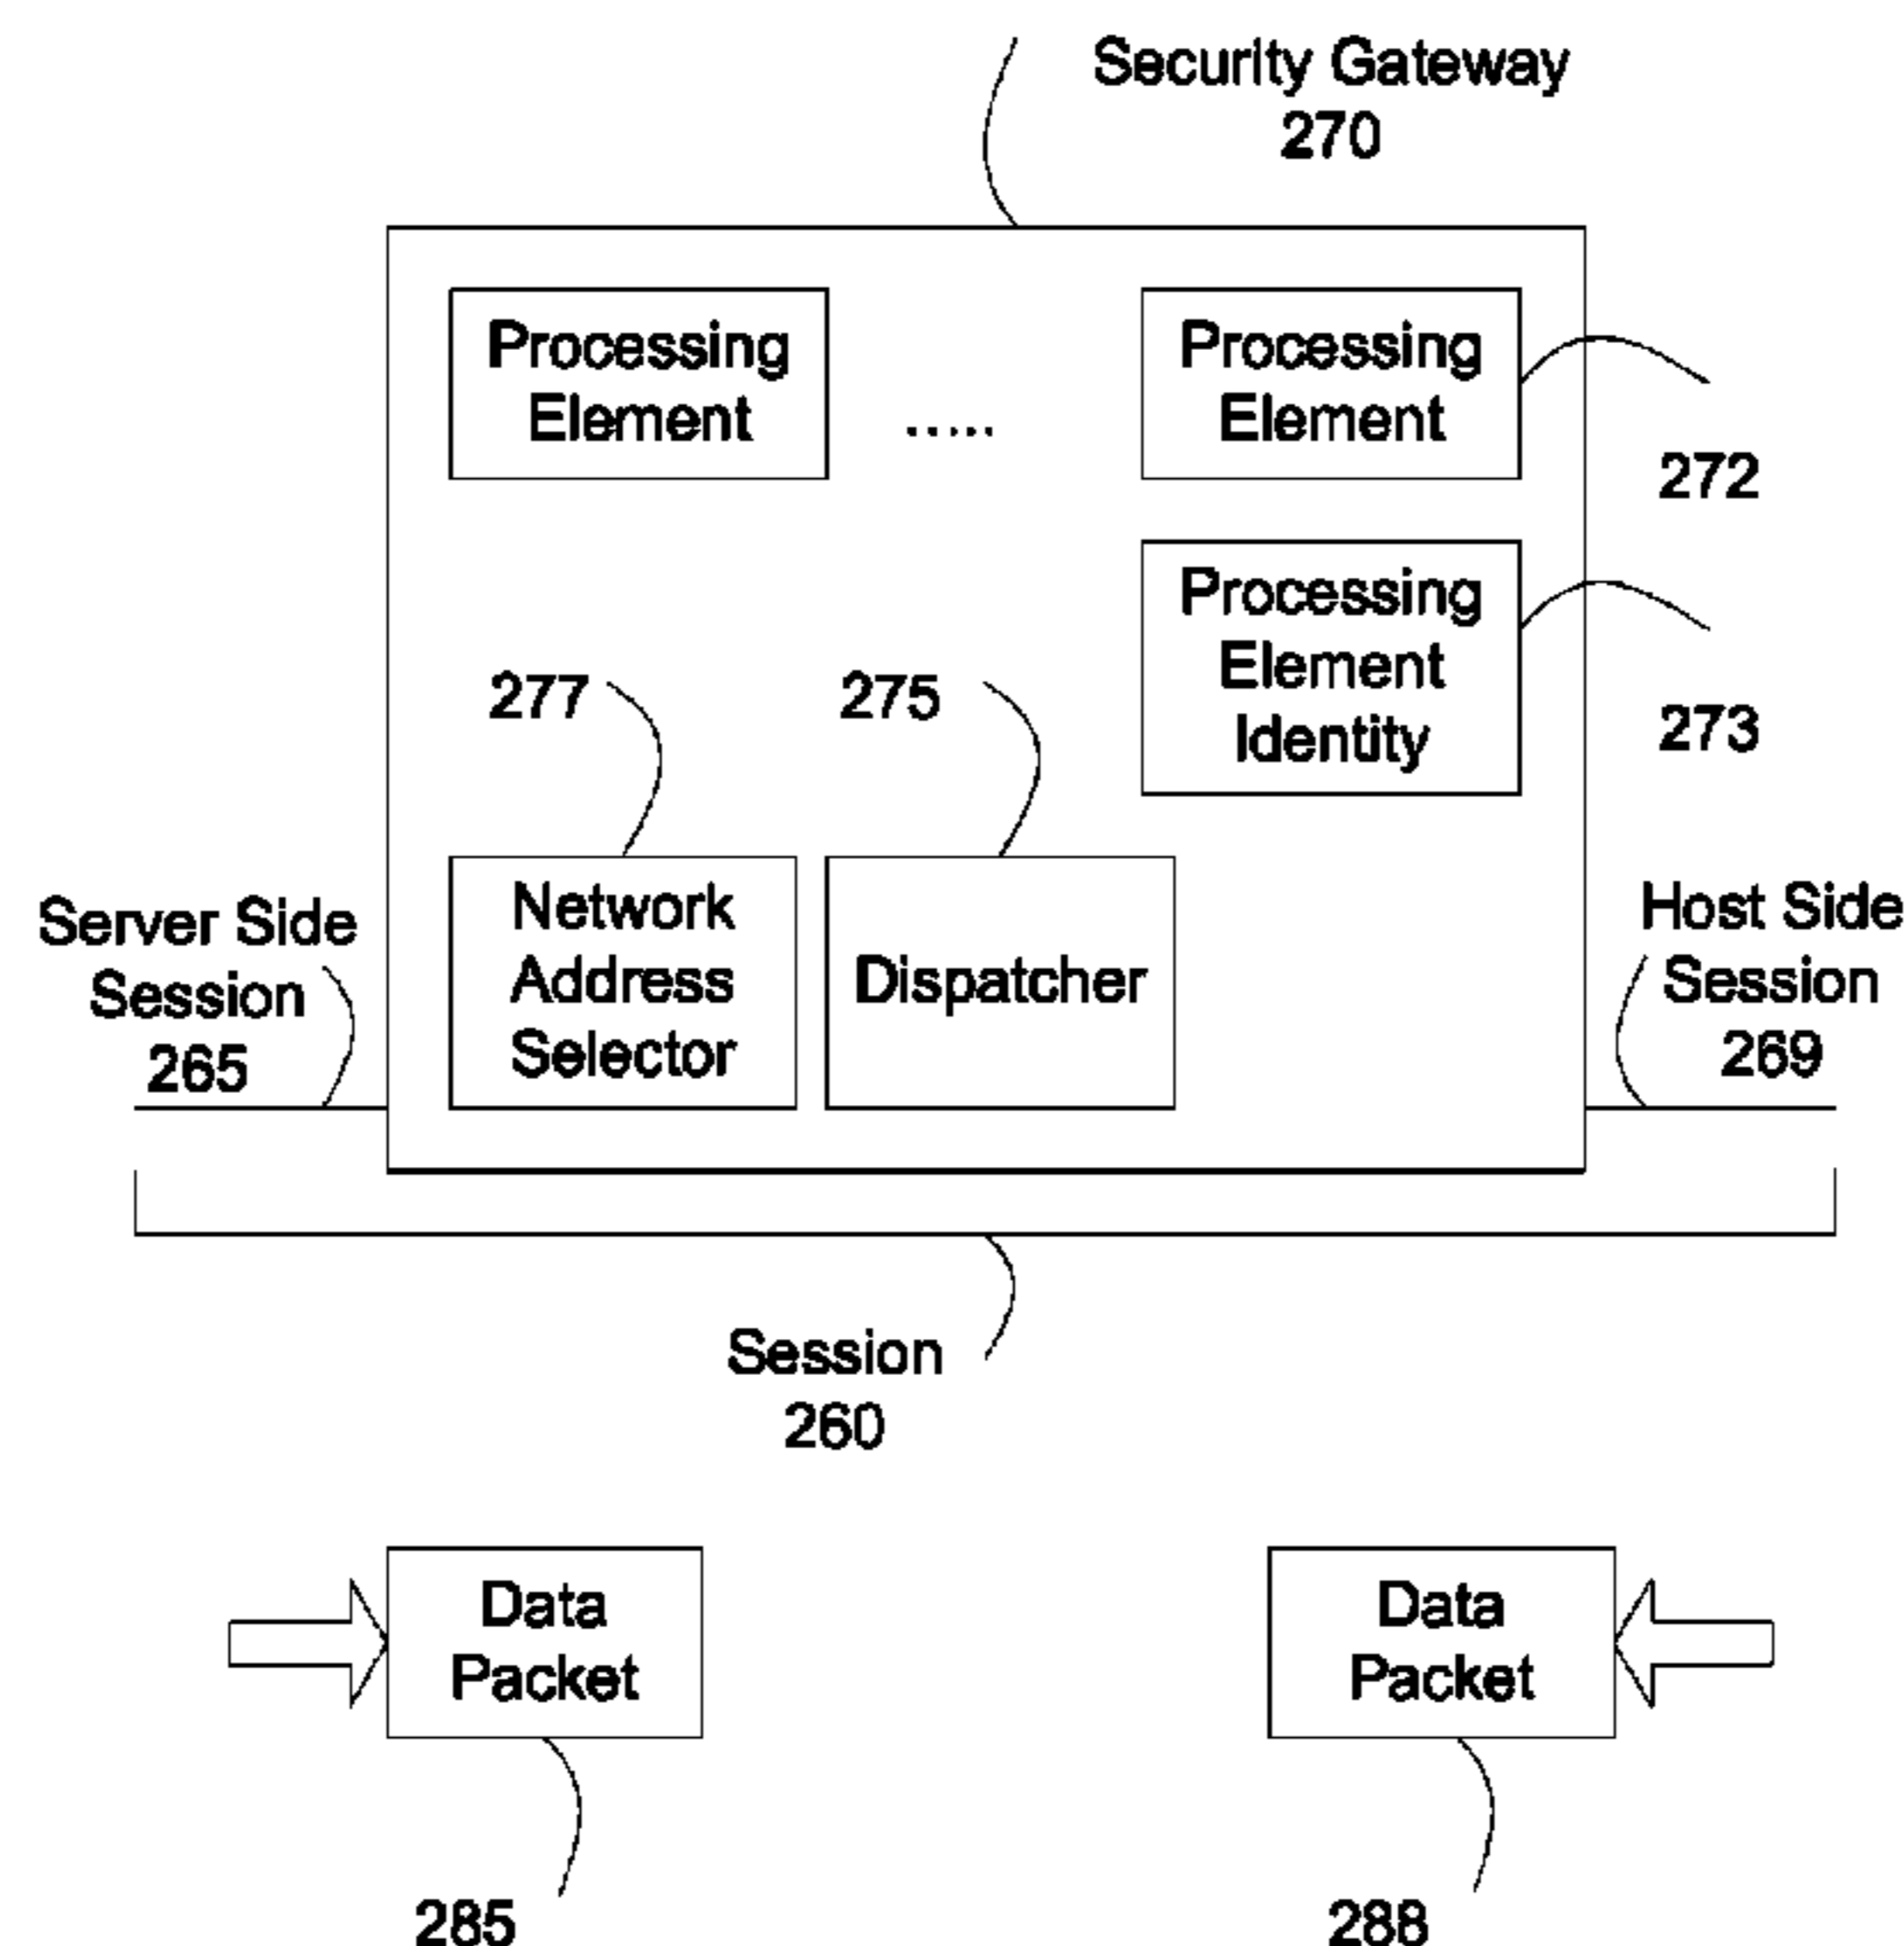 Security Gateway
270
Processing
Element
.....
Processing
Element
272
Processing
Element
Identity
273
277
275
Network
Address
Selector
Dispatcher
Server Side
Session
265
Host Side
Session
269
Session
260
Data
Packet
Data
Packet
285
288